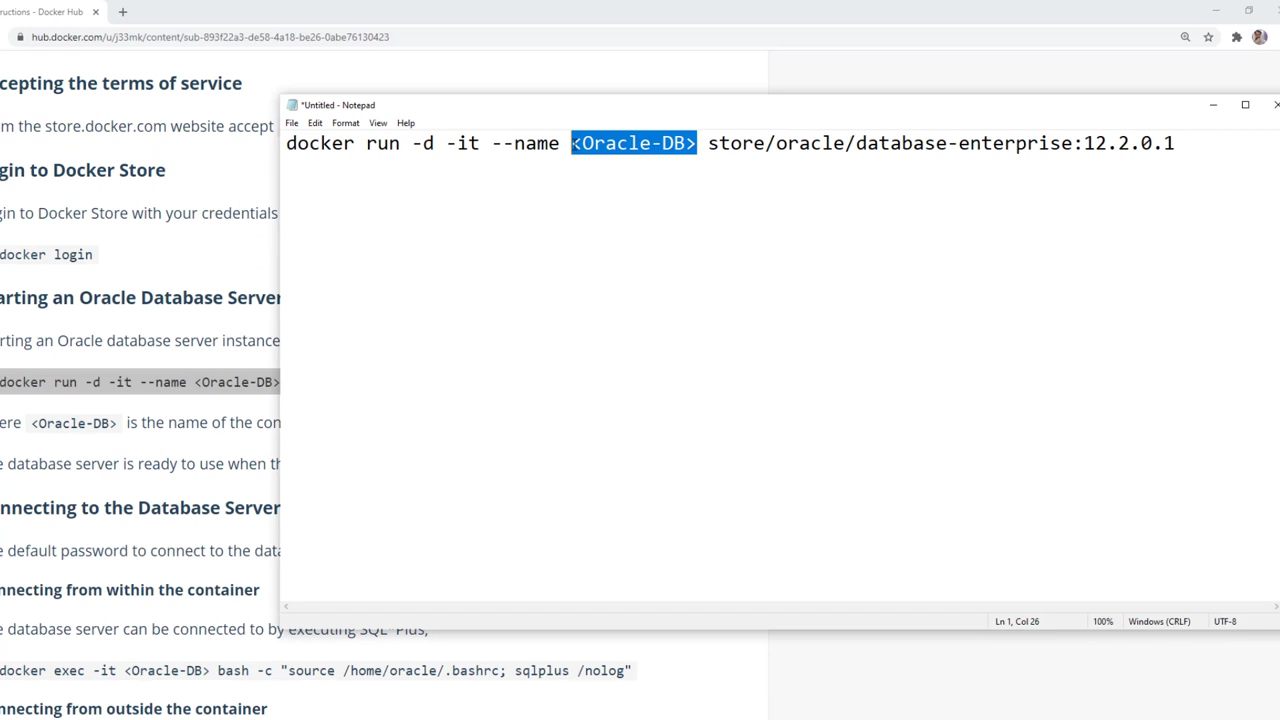 ructions - Docker Hub
hub.docker.com/u/j33mk/content/sub-893f22a3-de58-4a18-be26-0abe76130423
cepting the terms of service
m the store.docker.com website accept
gin to Docker Store
gin to Docker Store with your credentials
docker login
arting an Oracle Database Server
rting an Oracle database server instance
docker run -d -it --name <Oracle-DB>
ere <Oracle-DB> is the name of the con
e database server is ready to use when th
nnecting to the Database Server
e default password to connect to the data
nnecting from within the container
e database server can be connected to by executing SQL*Plus,
docker exec -it <Oracle-DB> bash -c "source /home/oracle/.bashrc; sqlplus /nolog"
nnecting from outside the container
*Untitled - Notepad
File Edit Format View Help
docker run -d -it --name <Oracle-DB> store/oracle/database-enterprise:12.2.0.1
Ln 1, Col 26 100% Windows (CRLF) UTF-8